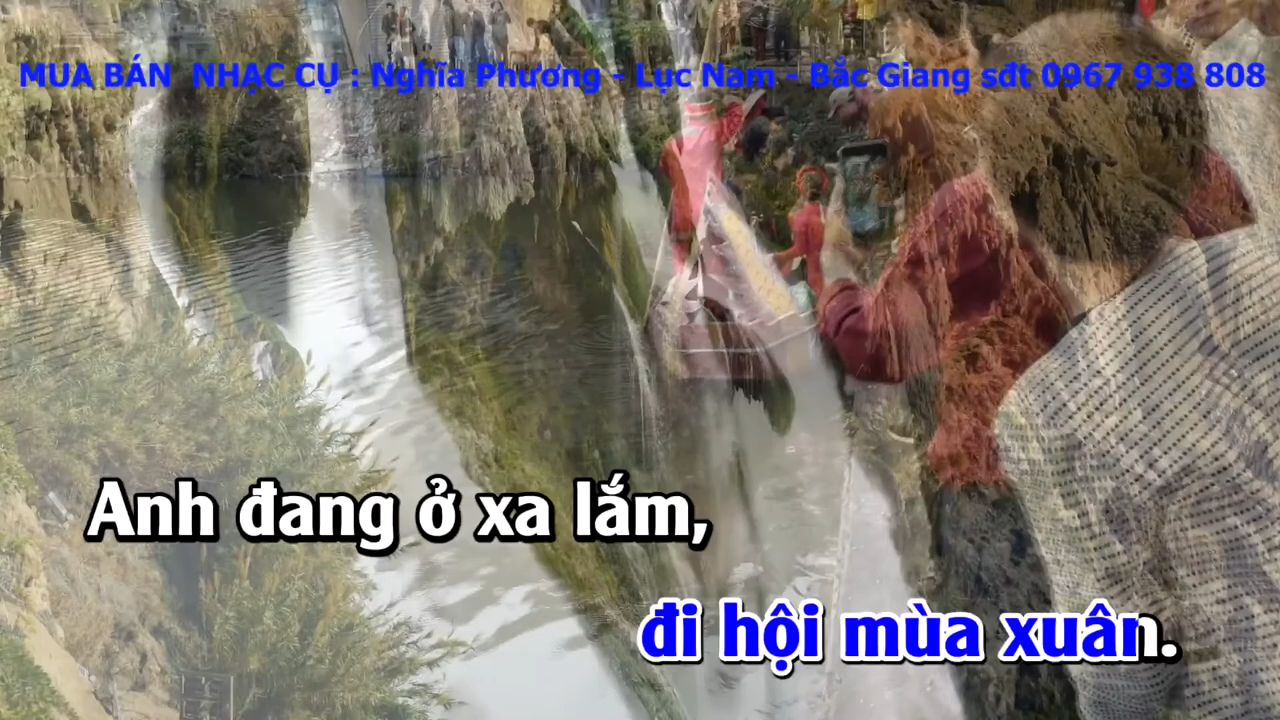 MUA BÁN NHẠC CỤ : Nghĩa Phương - Lục Nam - Bắc Giang sđt 0967 938 808
Anh đang ở xa lắm,
đi hội mùa xuân.